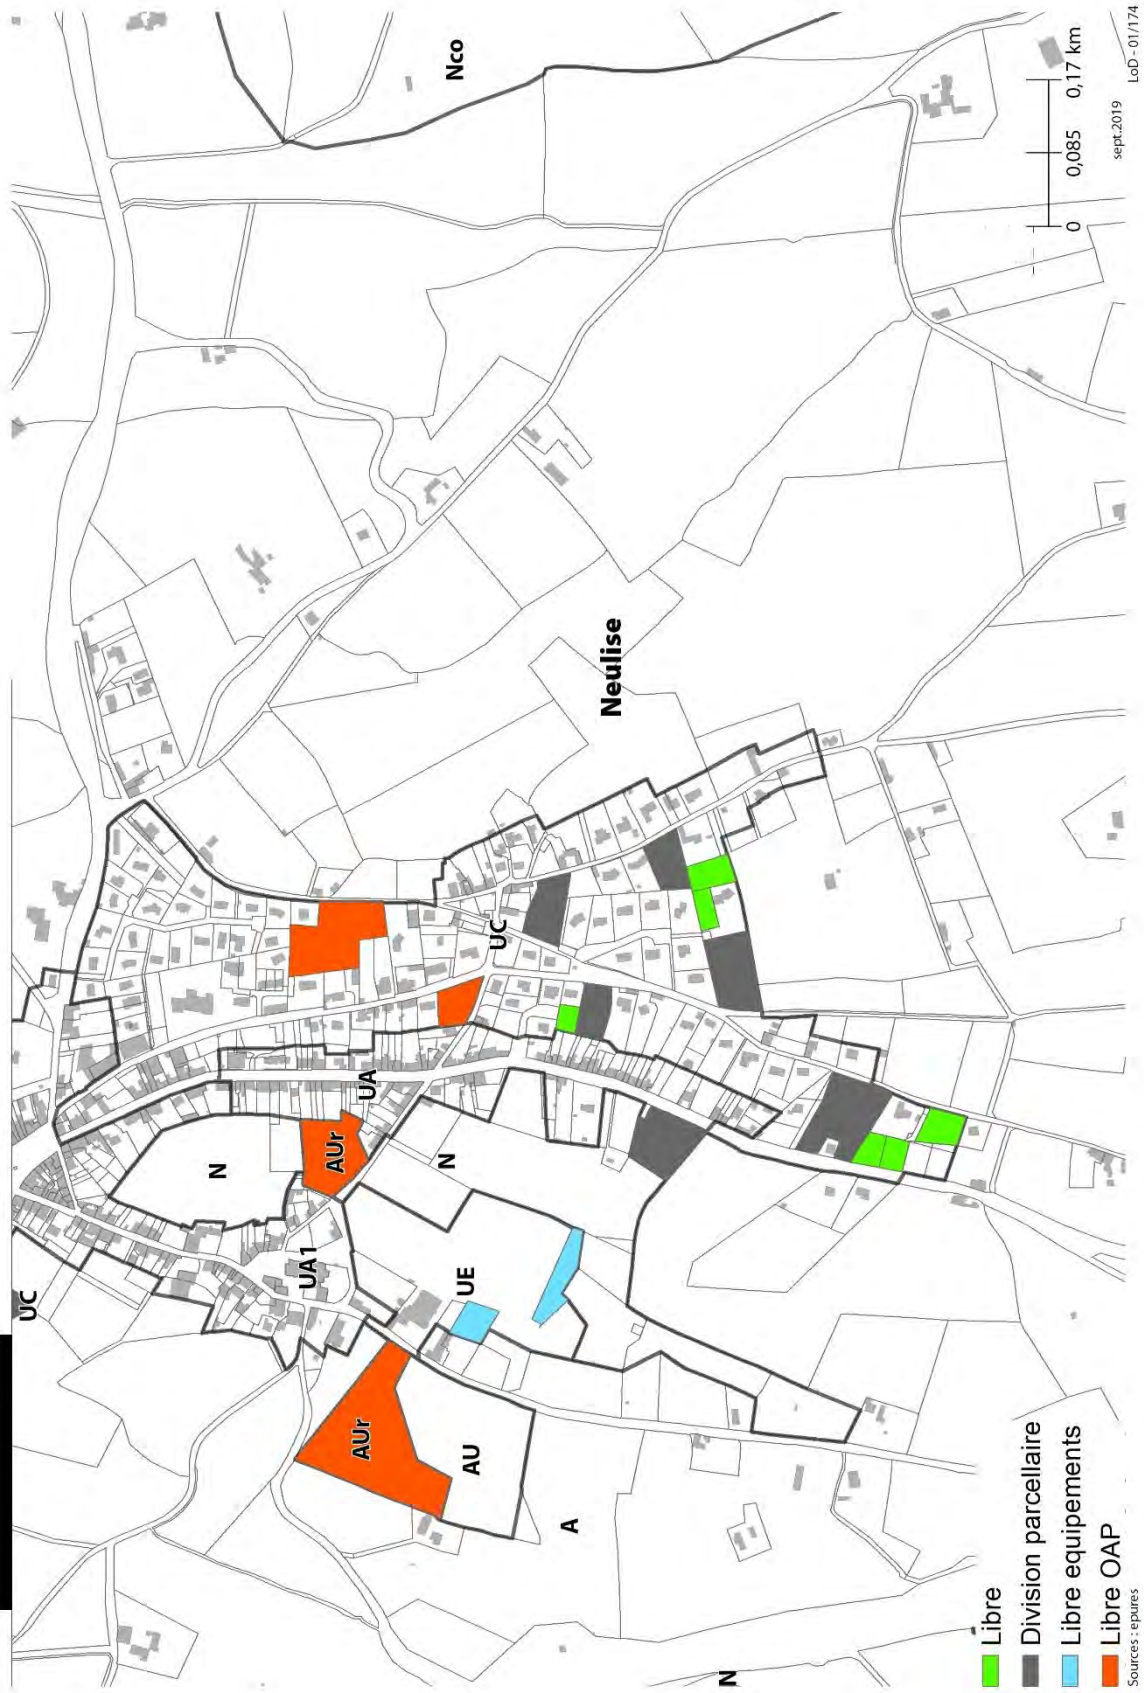 Nco
UC
N
UA1
UA
AUr
N
UE
AUr
AU
A
N
UC
Neulise
0 0,085 0,17 km
sept.2019
LoD - 01/174
Libre
Division parcellaire
Libre equipements
Libre OAP
Sources : epures